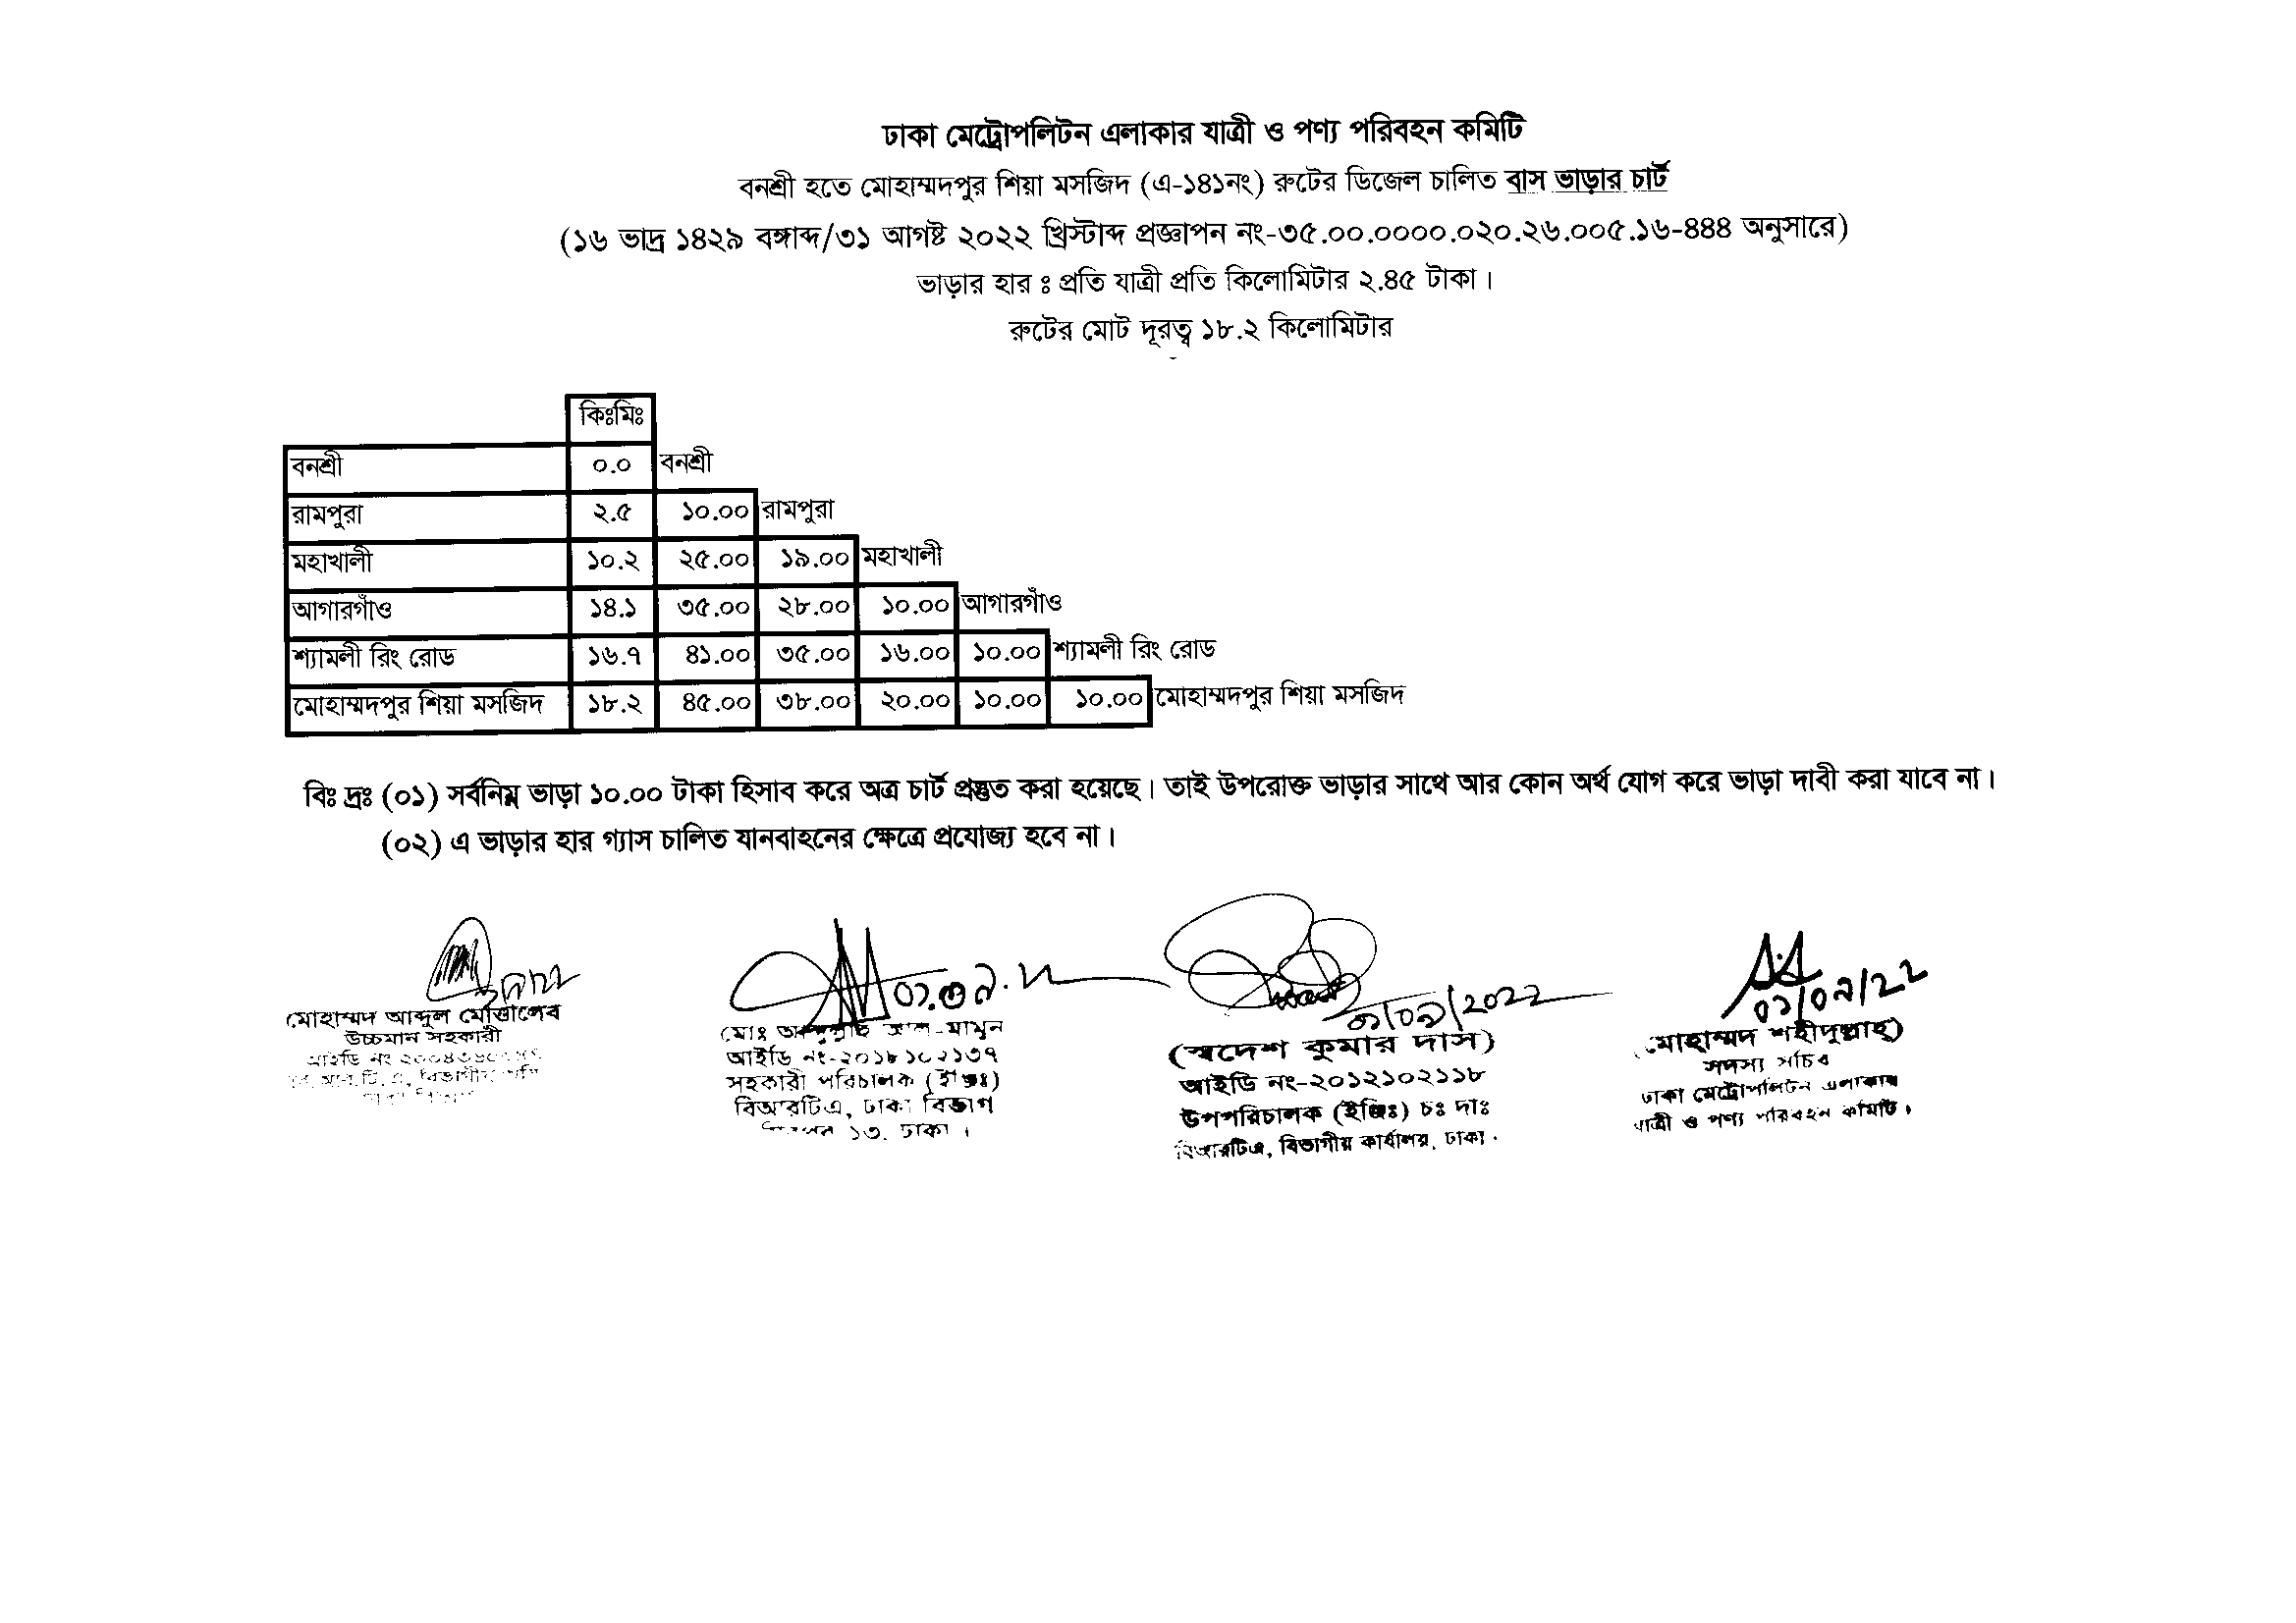 ঢাকা মেট্রোপলিটন এলাকার যাত্রী ও পণ্য পরিবহন কমিটি
বনশ্রী হতে মোহাম্মদপুর শিয়া মসজিদ (এ-১৪১নং) রুটের ডিজেল চালিত বাস ভাড়ার চার্ট
(১৬ ভাদ্র ১৪২৯ বঙ্গাব্দ/৩১ আগষ্ট ২০২২ খ্রিস্টাব্দ প্রজ্ঞাপন নং-৩৫.০০.০০০০.০২০.২৬.০০৫.১৬-৪৪৪ অনুসারে)
ভাড়ার হার ঃ প্রতি যাত্রী প্রতি কিলোমিটার ২.৪৫ টাকা।
রুটের মোট দূরত্ব ১৮.২ কিলোমিটার
কিঃমিঃ
বনশ্রী ০.০ বনশ্রী
রামপুরা ২.৫ ১০.০০ রামপুরা
মহাখালী ১০.২ ২৫.০০ ১৯.০০ মহাখালী
আগারগাঁও ১৪.১ ৩৫.০০ ২৮.০০ ১০.০০ আগারগাঁও
শ্যামলী রিং রোড ১৬.৭ ৪১.০০ ৩৫.০০ ১৬.০০ ১০.০০ শ্যামলী রিং রোড
মোহাম্মদপুর শিয়া মসজিদ ১৮.২ ৪৫.০০ ৩৮.০০ ২০.০০ ১০.০০ ১০.০০ মোহাম্মদপুর শিয়া মসজিদ
বিঃ দ্রঃ (০১) সর্বনিম্ন ভাড়া ১০.০০ টাকা হিসাব করে অত্র চার্ট প্রস্তুত করা হয়েছে। তাই উপরোক্ত ভাড়ার সাথে আর কোন অর্থ যোগ করে ভাড়া দাবী করা যাবে না।
(০২) এ ভাড়ার হার গ্যাস চালিত যানবাহনের ক্ষেত্রে প্রযোজ্য হবে না।
মোহাম্মদ আব্দুল মোত্তালেব
উচ্চমান সহকারী
আইডি নং
মোঃ আল-মামুন
আইডি নং-২০১৮১০২১৩৭
সহকারী পরিচালক (ইঞ্জিঃ)
বিআরটিএ, ঢাকা বিভাগ
১৩, ঢাকা।
০১/০৯/২০২২
(স্বদেশ কুমার দাস)
আইডি নং-২০১২১০২১১৮
উপপরিচালক (ইঞ্জিঃ) চঃ দাঃ
বিআরটিএ, বিভাগীয় কার্যালয়, ঢাকা।
০১/০৯/২২
(মোহাম্মদ শহীদুল্লাহ্)
সদস্য সচিব
ঢাকা মেট্রোপলিটন এলাকার
যাত্রী ও পণ্য পরিবহন কমিটি।